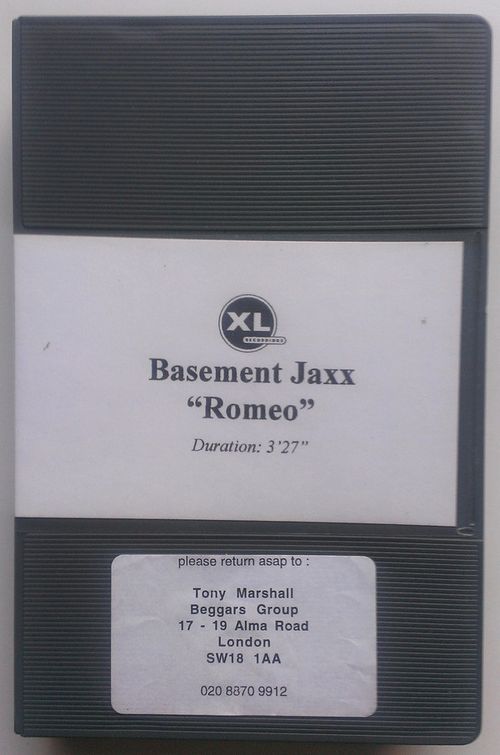 XL
RECORDINGS
Basement Jaxx
“Romeo”
Duration: 3’27”
please return asap to :
Tony Marshall
Beggars Group
17 - 19 Alma Road
London
SW18 1AA
020 8870 9912